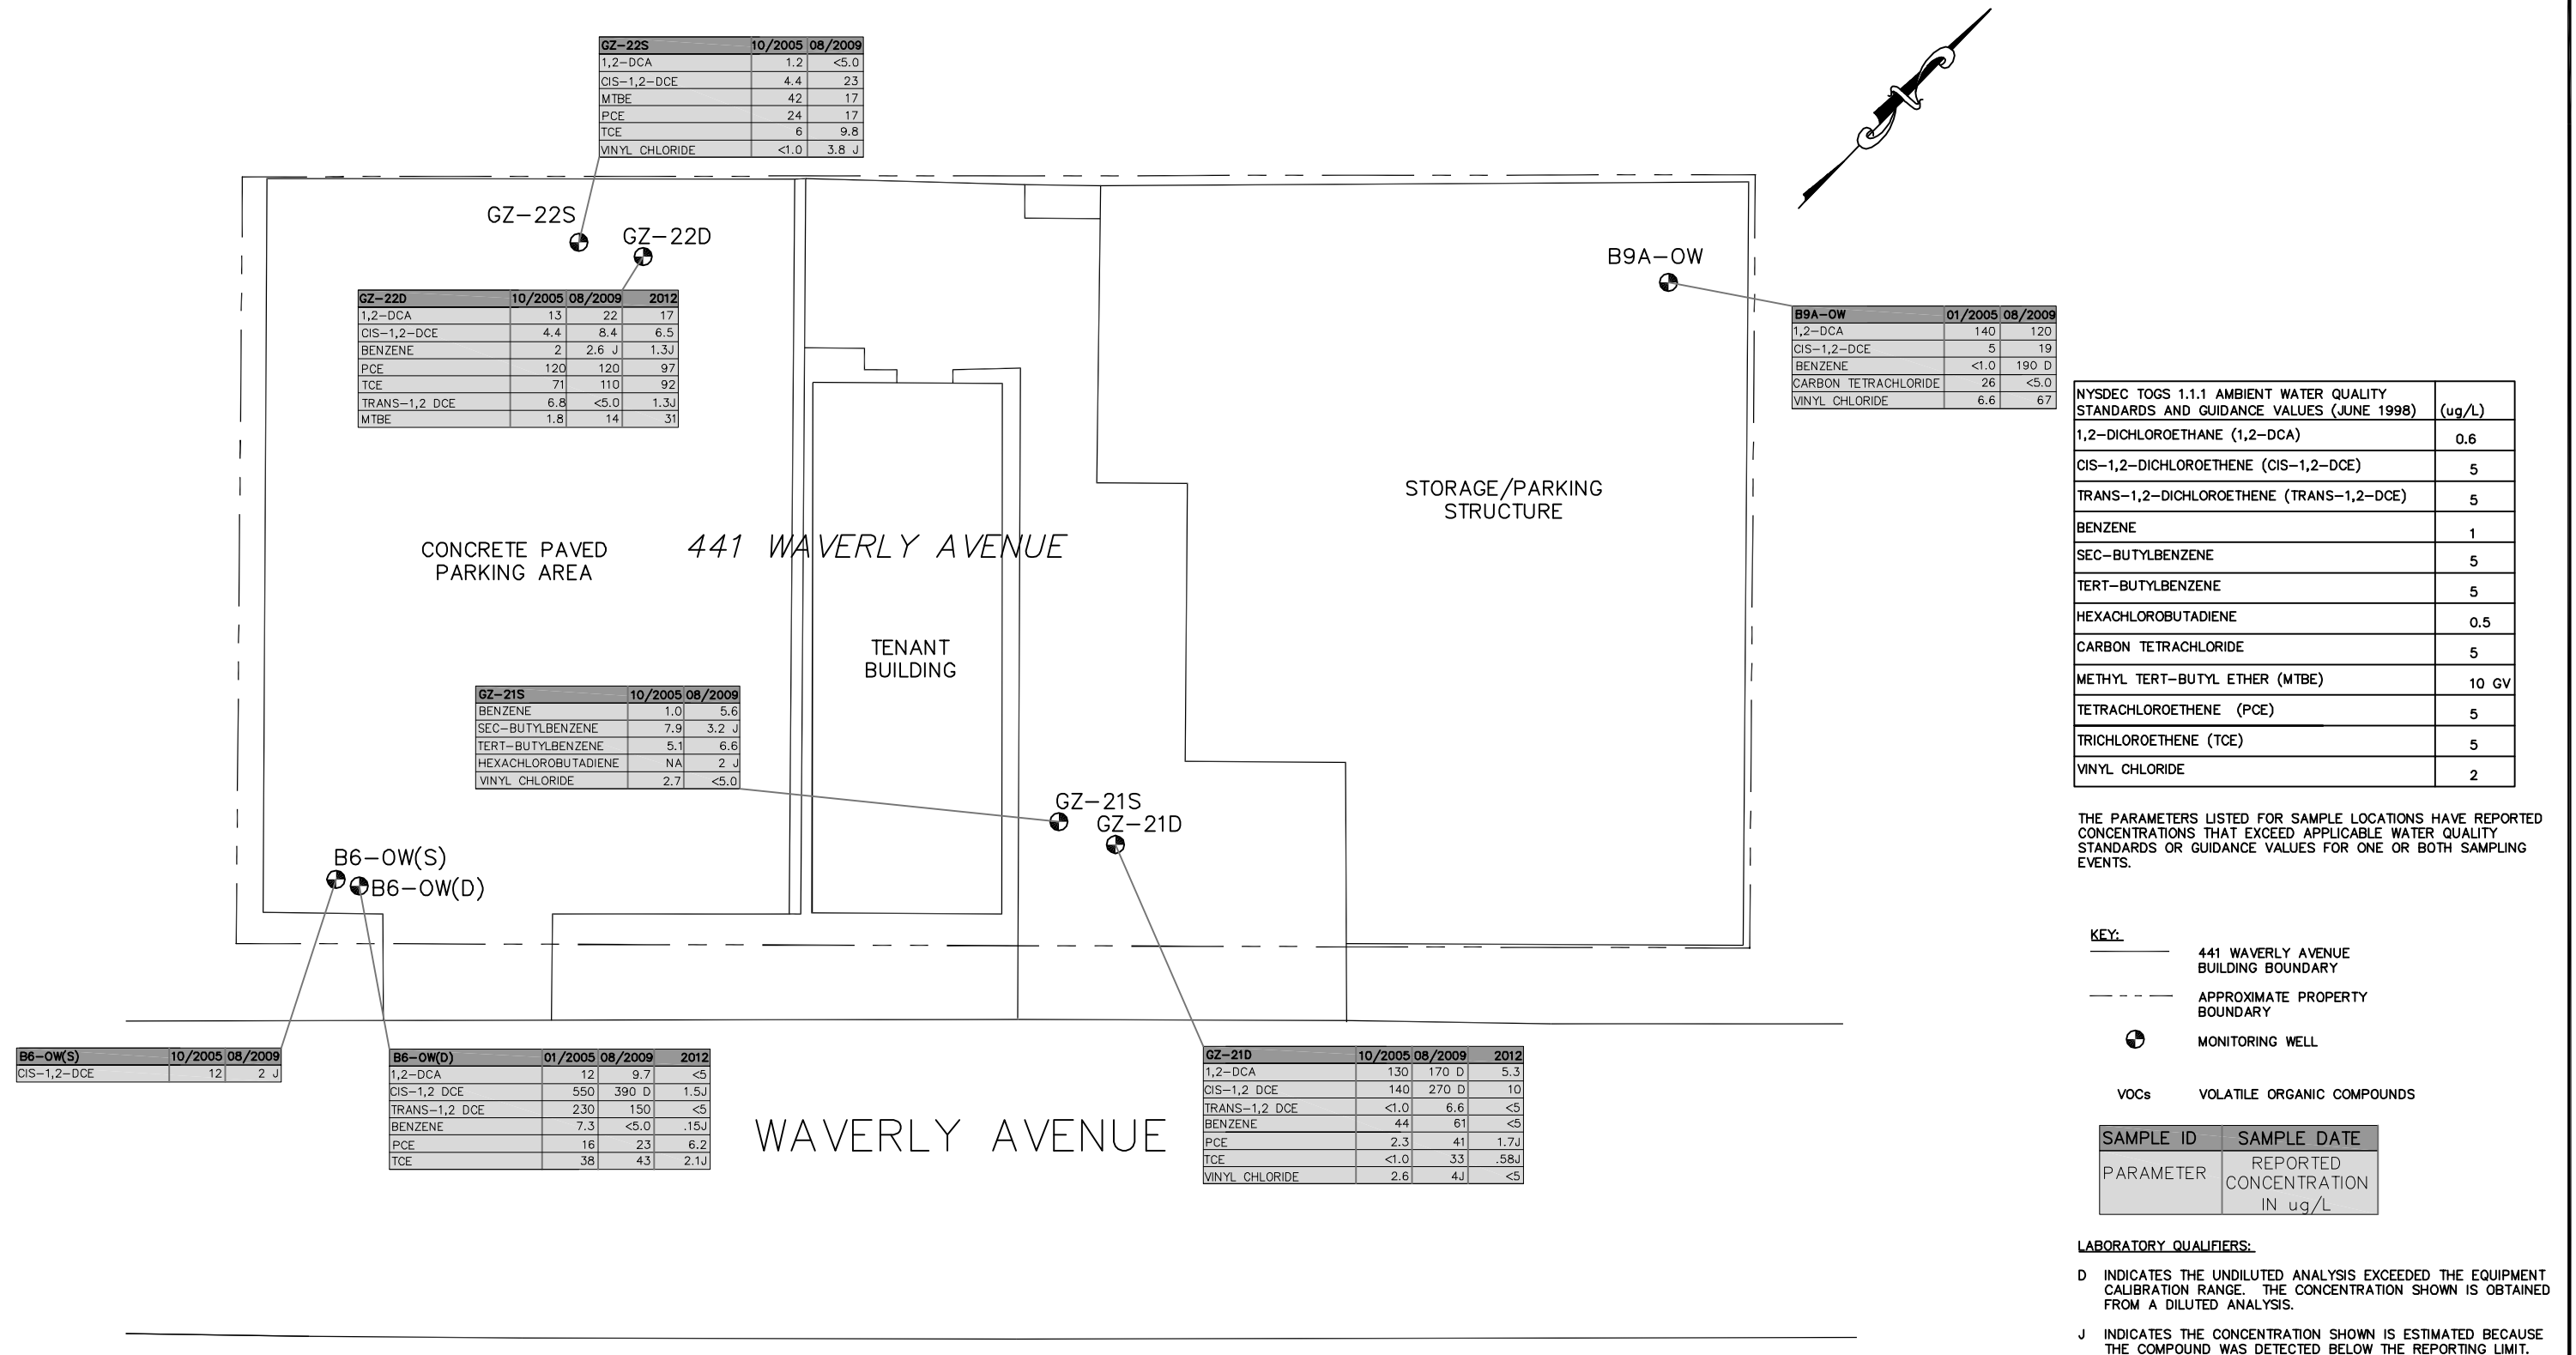 GZ-22S 10/2005 08/2009
1,2-DCA 1.2 <5.0
CIS-1,2-DCE 4.4 23
MTBE 42 17
PCE 24 17
TCE 6 9.8
VINYL CHLORIDE <1.0 3.8 J
GZ-22S
GZ-22D
GZ-22D 10/2005 08/2009 2012
1,2-DCA 13 22 17
CIS-1,2-DCE 4.4 8.4 6.5
BENZENE 2 2.6 J 1.3J
PCE 120 120 97
TCE 71 110 92
TRANS-1,2 DCE 6.8 <5.0 1.3J
MTBE 1.8 14 31
B9A-OW
B9A-OW 01/2005 08/2009
1,2-DCA 140 120
CIS-1,2-DCE 5 19
BENZENE <1.0 190 D
CARBON TETRACHLORIDE 26 <5.0
VINYL CHLORIDE 6.6 67
CONCRETE PAVED
PARKING AREA
441 WAVERLY AVENUE
STORAGE/PARKING
STRUCTURE
TENANT
BUILDING
GZ-21S 10/2005 08/2009
BENZENE 1.0 5.6
SEC-BUTYLBENZENE 7.9 3.2 J
TERT-BUTYLBENZENE 5.1 6.6
HEXACHLOROBUTADIENE NA 2 J
VINYL CHLORIDE 2.7 <5.0
GZ-21S
GZ-21D
B6-OW(S)
B6-OW(D)
B6-OW(S) 10/2005 08/2009
CIS-1,2-DCE 12 2 J
B6-OW(D) 01/2005 08/2009 2012
1,2-DCA 12 9.7 <5
CIS-1,2 DCE 550 390 D 1.5J
TRANS-1,2 DCE 230 150 <5
BENZENE 7.3 <5.0 .15J
PCE 16 23 6.2
TCE 38 43 2.1J
WAVERLY AVENUE
GZ-21D 10/2005 08/2009 2012
1,2-DCA 130 170 D 5.3
CIS-1,2 DCE 140 270 D 10
TRANS-1,2 DCE <1.0 6.6 <5
BENZENE 44 61 <5
PCE 2.3 41 1.7J
TCE <1.0 33 .58J
VINYL CHLORIDE 2.6 4J <5
NYSDEC TOGS 1.1.1 AMBIENT WATER QUALITY
STANDARDS AND GUIDANCE VALUES (JUNE 1998) (ug/L)
1,2-DICHLOROETHANE (1,2-DCA) 0.6
CIS-1,2-DICHLOROETHENE (CIS-1,2-DCE) 5
TRANS-1,2-DICHLOROETHENE (TRANS-1,2-DCE) 5
BENZENE 1
SEC-BUTYLBENZENE 5
TERT-BUTYLBENZENE 5
HEXACHLOROBUTADIENE 0.5
CARBON TETRACHLORIDE 5
METHYL TERT-BUTYL ETHER (MTBE) 10 GV
TETRACHLOROETHENE (PCE) 5
TRICHLOROETHENE (TCE) 5
VINYL CHLORIDE 2
THE PARAMETERS LISTED FOR SAMPLE LOCATIONS HAVE REPORTED
CONCENTRATIONS THAT EXCEED APPLICABLE WATER QUALITY
STANDARDS OR GUIDANCE VALUES FOR ONE OR BOTH SAMPLING
EVENTS.
KEY:
441 WAVERLY AVENUE
BUILDING BOUNDARY
APPROXIMATE PROPERTY
BOUNDARY
MONITORING WELL
VOCs VOLATILE ORGANIC COMPOUNDS
SAMPLE ID SAMPLE DATE
PARAMETER REPORTED
CONCENTRATION
IN ug/L
LABORATORY QUALIFIERS:
D INDICATES THE UNDILUTED ANALYSIS EXCEEDED THE EQUIPMENT
CALIBRATION RANGE. THE CONCENTRATION SHOWN IS OBTAINED
FROM A DILUTED ANALYSIS.
J INDICATES THE CONCENTRATION SHOWN IS ESTIMATED BECAUSE
THE COMPOUND WAS DETECTED BELOW THE REPORTING LIMIT.